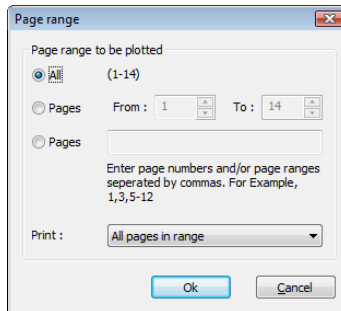 Page range
Page range to be plotted
All (1-14)
Pages From : 1 To : 14
Pages
Enter page numbers and/or page ranges
seperated by commas. For Example,
1,3,5-12
Print : All pages in range
Ok Cancel